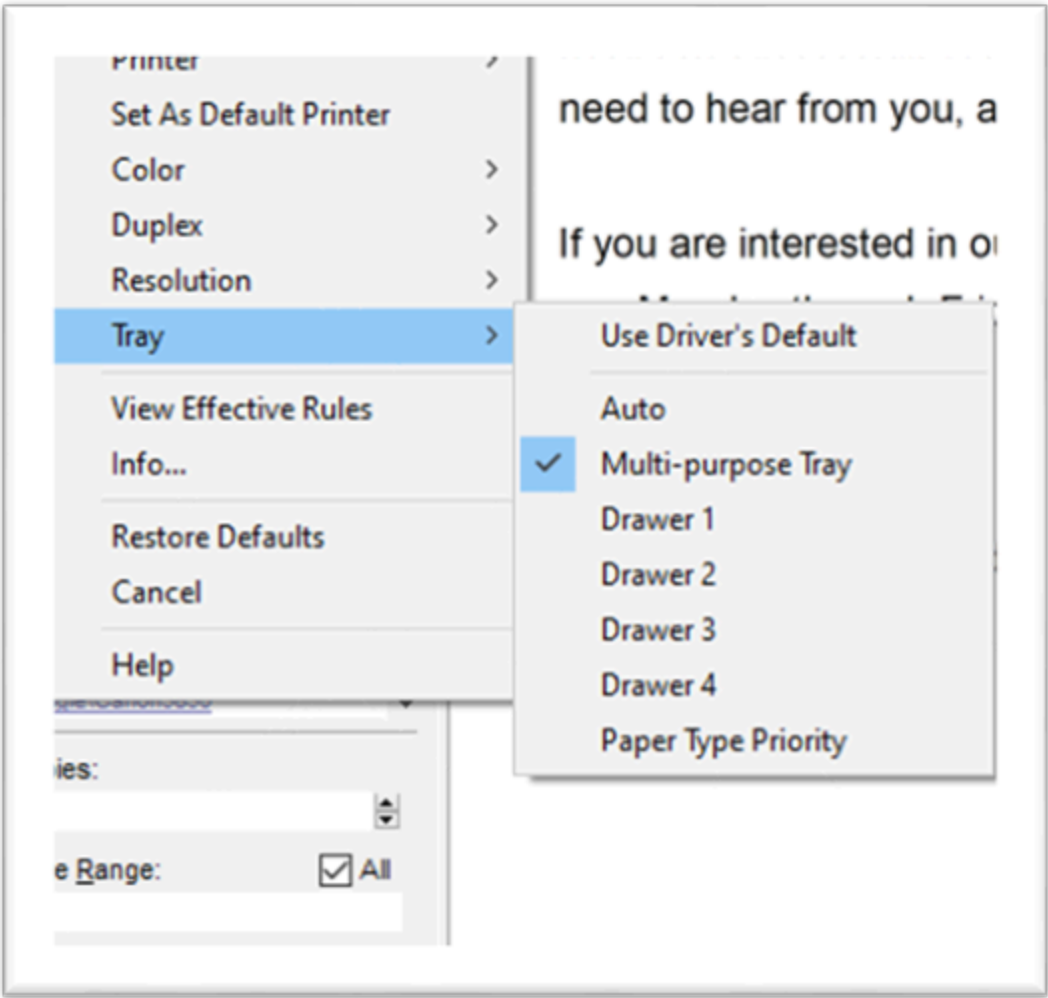 Printer
need to hear from you, a
Set As Default Printer
Color
Duplex
If you are interested in
Resolution
Tray
Use Driver's Default
View Effective Rules
Auto
Info...
Multi-purpose Tray
Drawer 1
Restore Defaults
Drawer 2
Cancel
Drawer 3
Help
Drawer 4
Paper Type Priority
ies:
e Range:
All